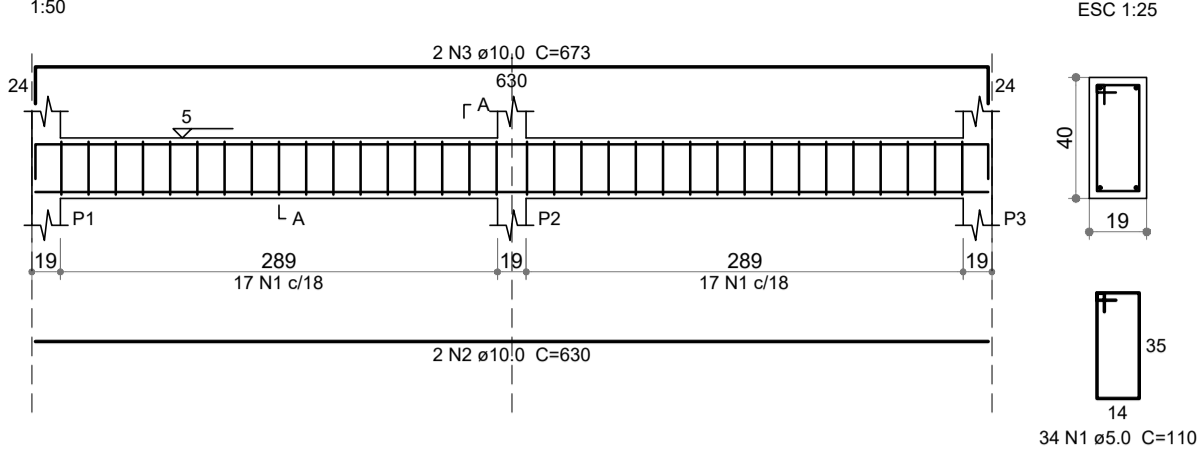 1:50
ESC 1:25
2 N3 ø10.0 C=673
24
630
24
5
A
40
A
P1
P2
P3
19
19
289
19
289
19
17 N1 c/18
17 N1 c/18
2 N2 ø10.0 C=630
35
14
34 N1 ø5.0 C=110